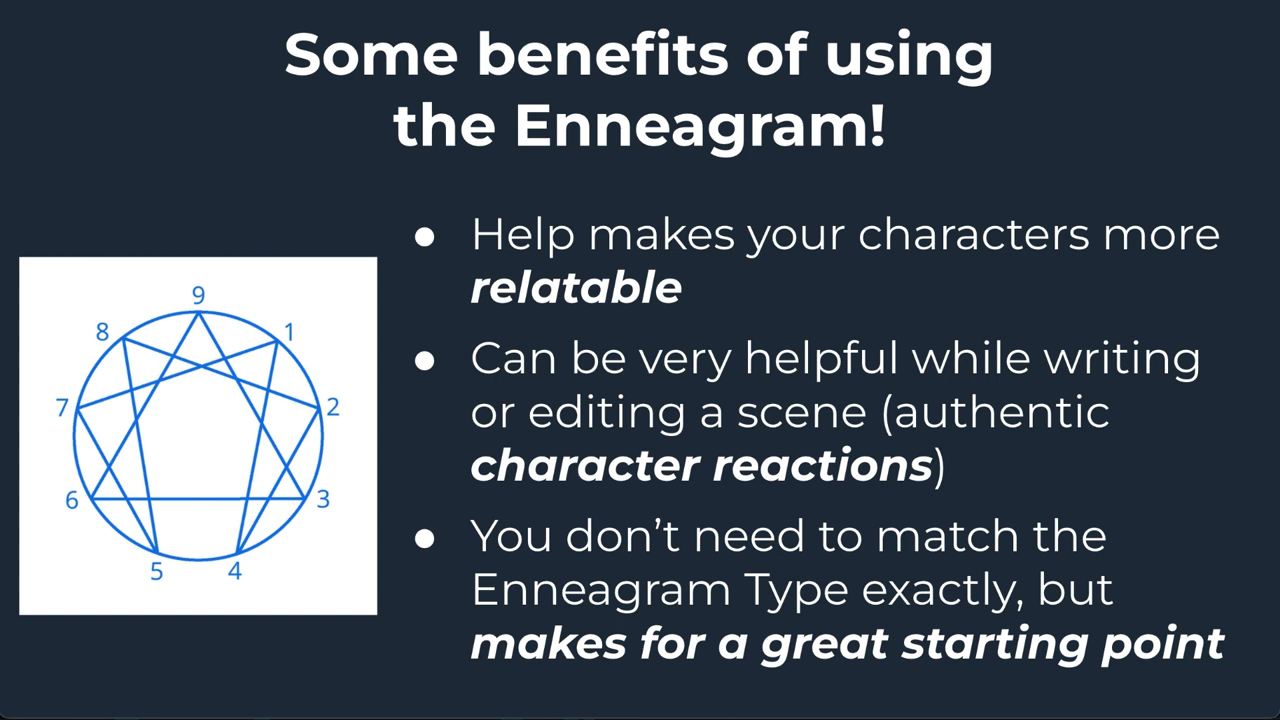 Some benefits of using
the Enneagram!
● Help makes your characters more
relatable
● Can be very helpful while writing
or editing a scene (authentic
character reactions)
● You don’t need to match the
Enneagram Type exactly, but
makes for a great starting point
9
8
1
7
2
6
3
5
4